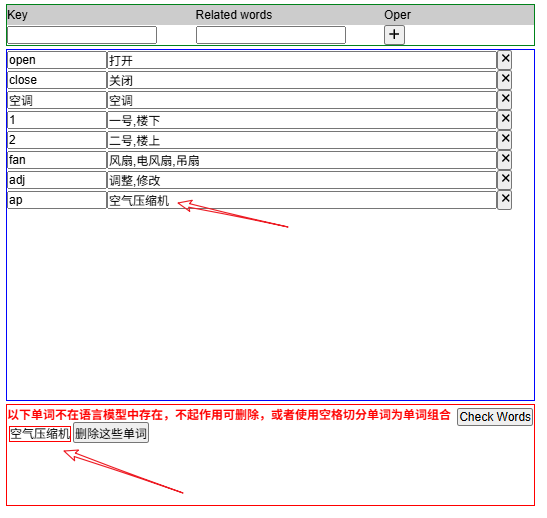 Key Related words Oper
+
open 打开 ×
close 关闭 ×
空调 空调 ×
1 一号,楼下 ×
2 二号,楼上 ×
fan 风扇,电风扇,吊扇 ×
adj 调整,修改 ×
ap 空气压缩机 ×
以下单词不在语言模型中存在，不起作用可删除，或者使用空格切分单词为单词组合 Check Words
空气压缩机 删除这些单词